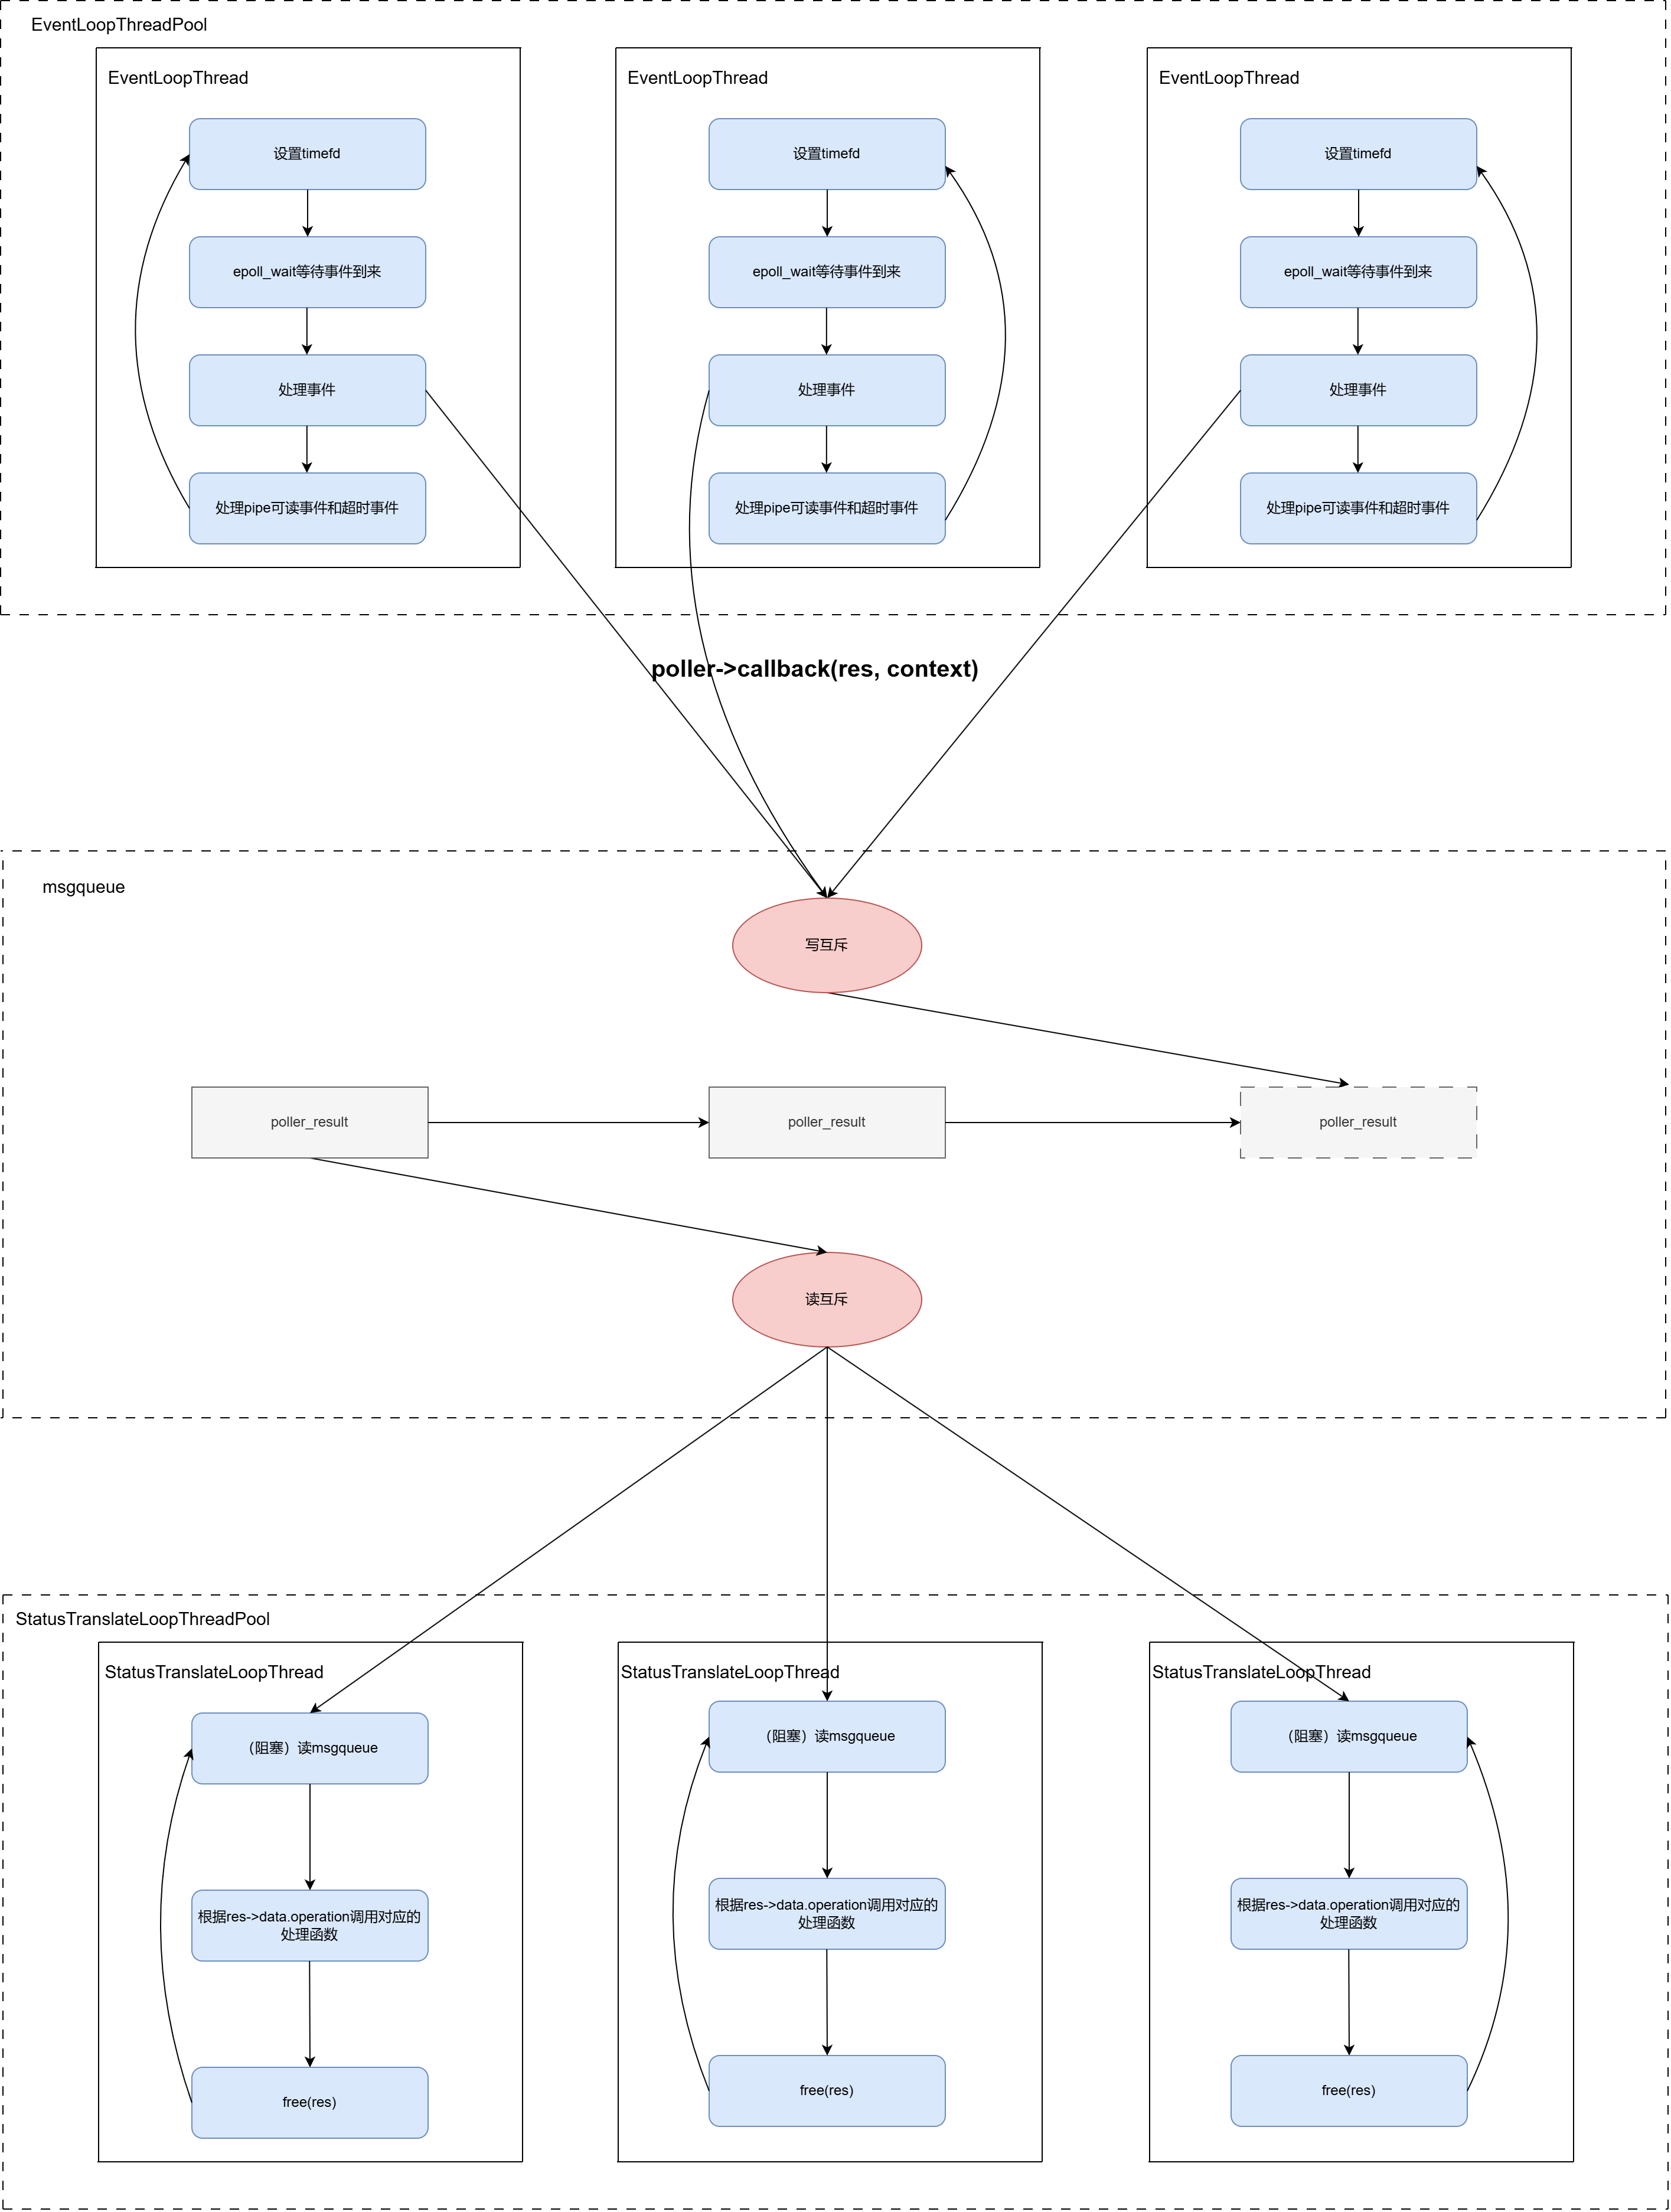 EventLoopThreadPool
EventLoopThread
EventLoopThread
EventLoopThread
设置timefd
设置timefd
设置timefd
epoll_wait等待事件到来
epoll_wait等待事件到来
epoll_wait等待事件到来
处理事件
处理事件
处理事件
处理pipe可读事件和超时事件
处理pipe可读事件和超时事件
处理pipe可读事件和超时事件
poller->callback(res, context)
msgqueue
写互斥
poller_result
poller_result
poller_result
读互斥
StatusTranslateLoopThreadPool
StatusTranslateLoopThread
StatusTranslateLoopThread
StatusTranslateLoopThread
（阻塞）读msgqueue
（阻塞）读msgqueue
（阻塞）读msgqueue
根据res->data.operation调用对应的
处理函数
根据res->data.operation调用对应的
处理函数
根据res->data.operation调用对应的
处理函数
free(res)
free(res)
free(res)